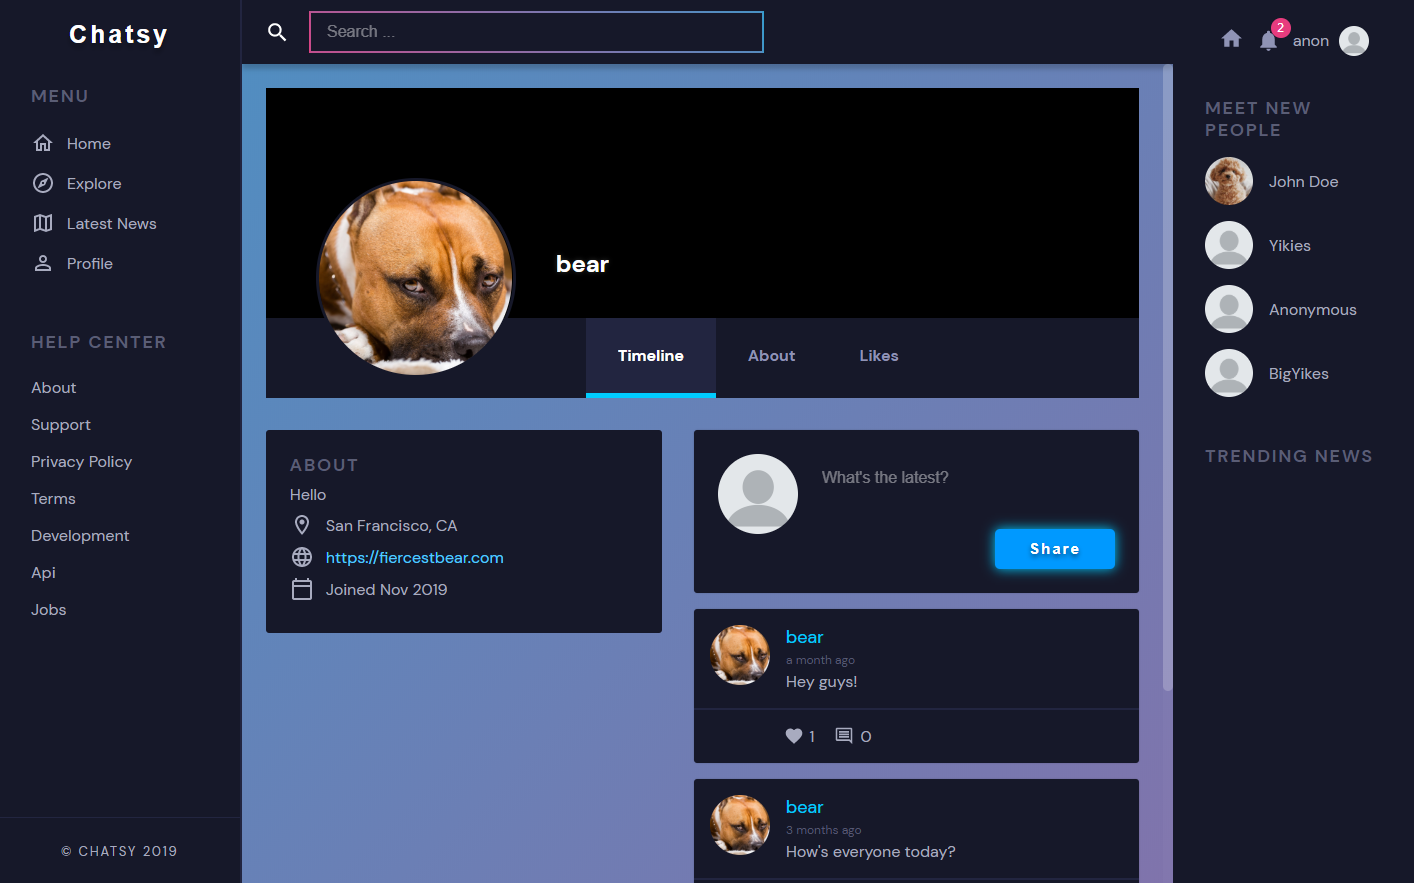 Chatsy
Search ...
2
anon
MENU
Home
Explore
Latest News
Profile
HELP CENTER
About
Support
Privacy Policy
Terms
Development
Api
Jobs
© CHATSY 2019
bear
Timeline
About
Likes
ABOUT
Hello
San Francisco, CA
https://fiercestbear.com
Joined Nov 2019
What's the latest?
Share
bear
a month ago
Hey guys!
1
0
bear
3 months ago
How's everyone today?
MEET NEW
PEOPLE
John Doe
Yikies
Anonymous
BigYikes
TRENDING NEWS